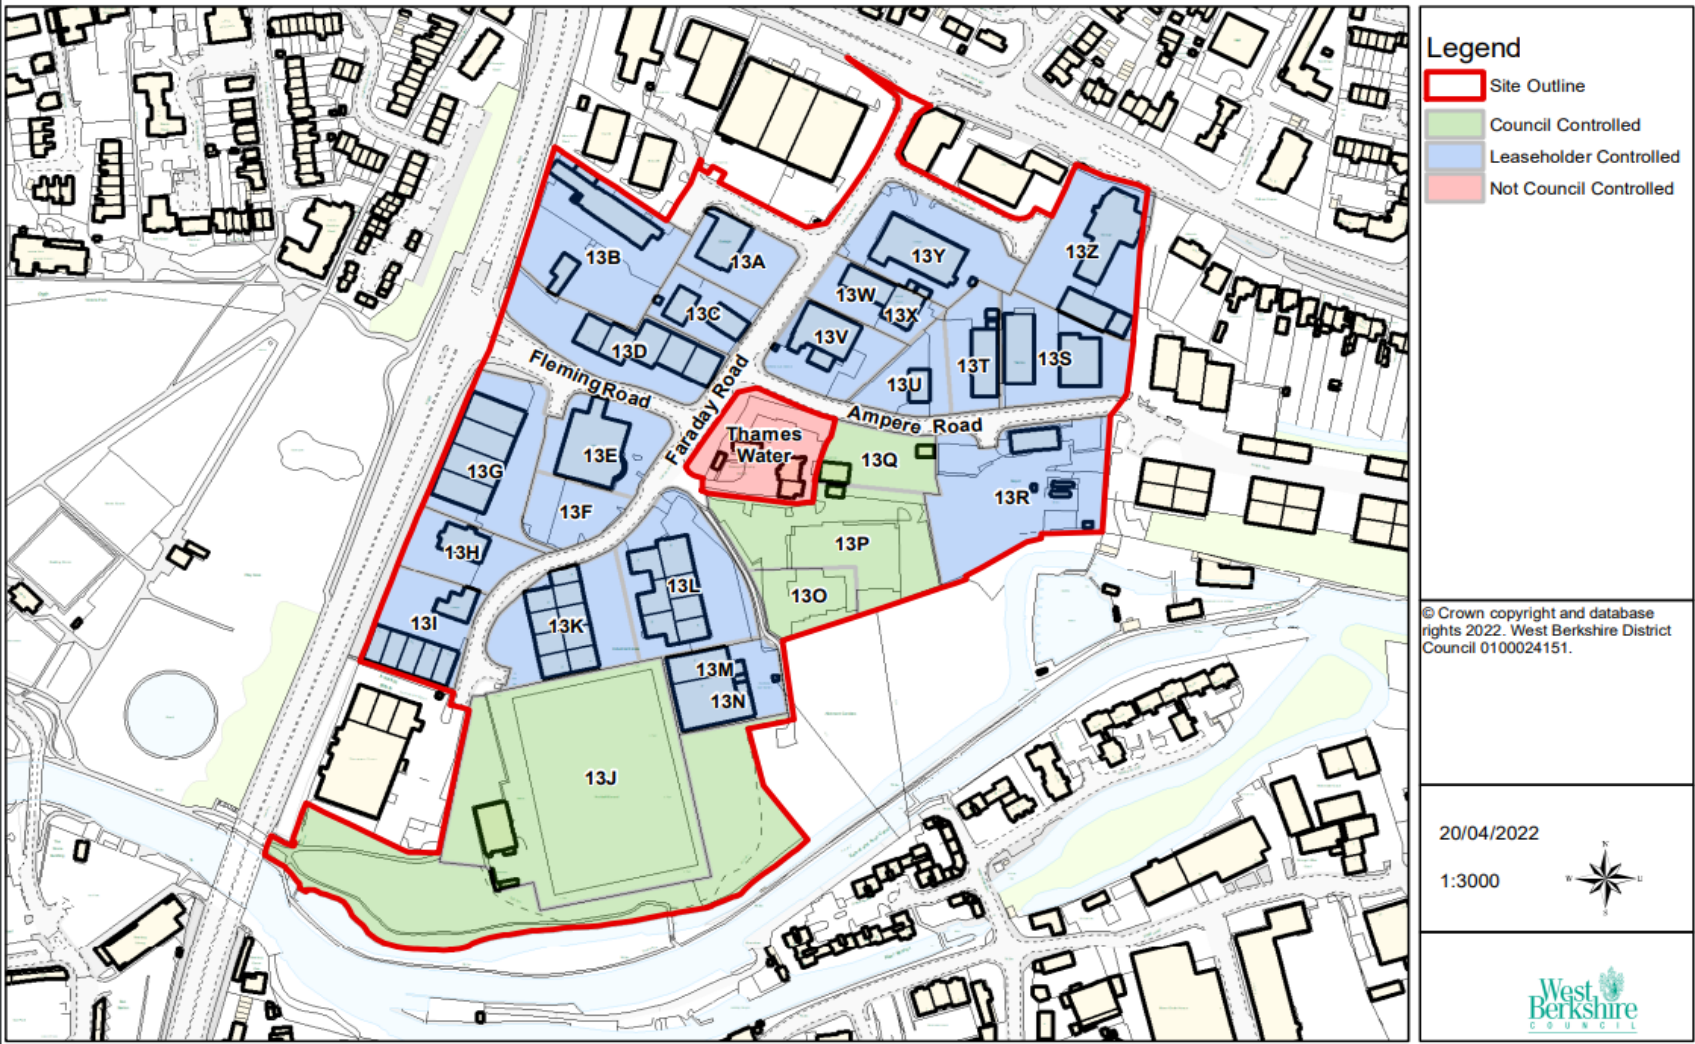 13B
13A
13Y
13Z
13W
13X
13C
13V
13D
13T
13S
13U
Fleming Road
Faraday Road
Ampere Road
Thames
Water
13Q
13E
13G
13R
13F
13P
13H
13L
13O
13I
13K
13M
13N
13J
Legend
Site Outline
Council Controlled
Leaseholder Controlled
Not Council Controlled
© Crown copyright and database
rights 2022. West Berkshire District
Council 0100024151.
20/04/2022
1:3000
N
W
S
West
Berkshire
COUNCIL